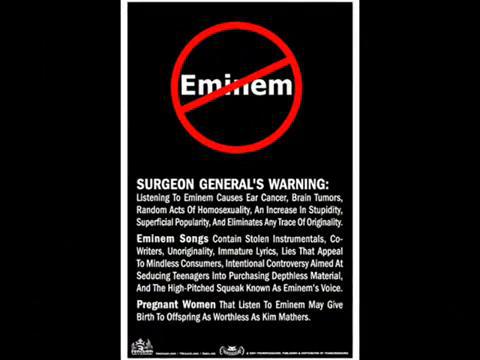 Eminem
SURGEON GENERAL'S WARNING:
Listening To Eminem Causes Ear Cancer, Brain Tumors,
Random Acts Of Homosexuality, An Increase In Stupidity,
Superficial Popularity, And Eliminates Any Trace Of Originality.
Eminem Songs Contain Stolen Instrumentals, Co-
Writers, Unoriginality, Immature Lyrics, Lies That Appeal
To Mindless Consumers, Intentional Controversy Aimed At
Seducing Teenagers Into Purchasing Depthless Material,
And The High-Pitched Squeak Known As Eminem's Voice.
Pregnant Women That Listen To Eminem May Give
Birth To Offspring As Worthless As Kim Mathers.